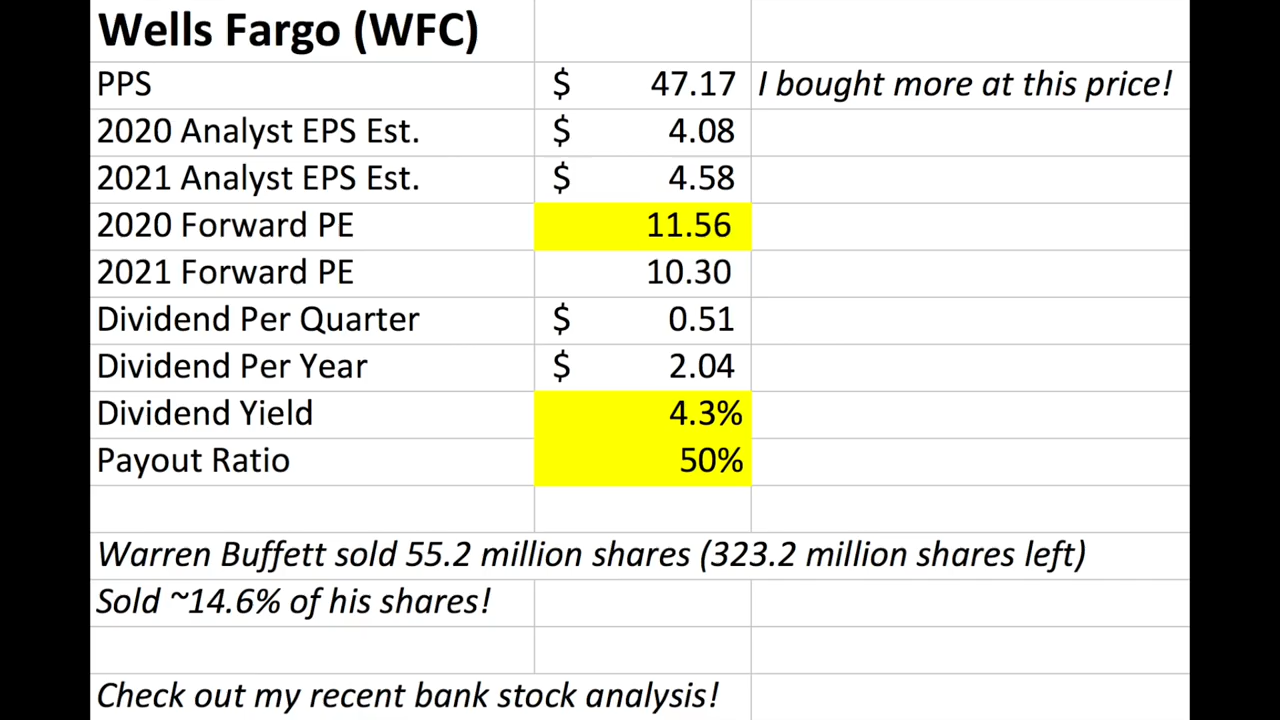 Wells Fargo (WFC)
PPS $ 47.17 I bought more at this price!
2020 Analyst EPS Est. $ 4.08
2021 Analyst EPS Est. $ 4.58
2020 Forward PE 11.56
2021 Forward PE 10.30
Dividend Per Quarter $ 0.51
Dividend Per Year $ 2.04
Dividend Yield 4.3%
Payout Ratio 50%
Warren Buffett sold 55.2 million shares (323.2 million shares left)
Sold ~14.6% of his shares!
Check out my recent bank stock analysis!